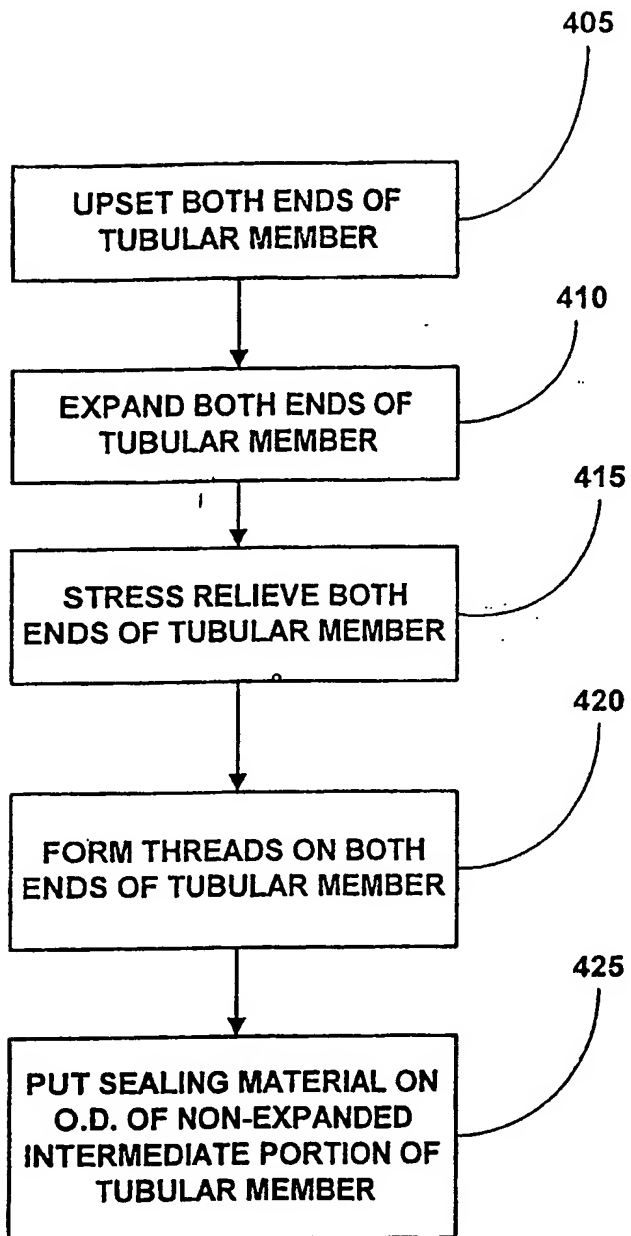 405
UPSET BOTH ENDS OF
TUBULAR MEMBER
410
EXPAND BOTH ENDS OF
TUBULAR MEMBER
415
STRESS RELIEVE BOTH
ENDS OF TUBULAR MEMBER
420
FORM THREADS ON BOTH
ENDS OF TUBULAR MEMBER
425
PUT SEALING MATERIAL ON
O.D. OF NON-EXPANDED
INTERMEDIATE PORTION OF
TUBULAR MEMBER